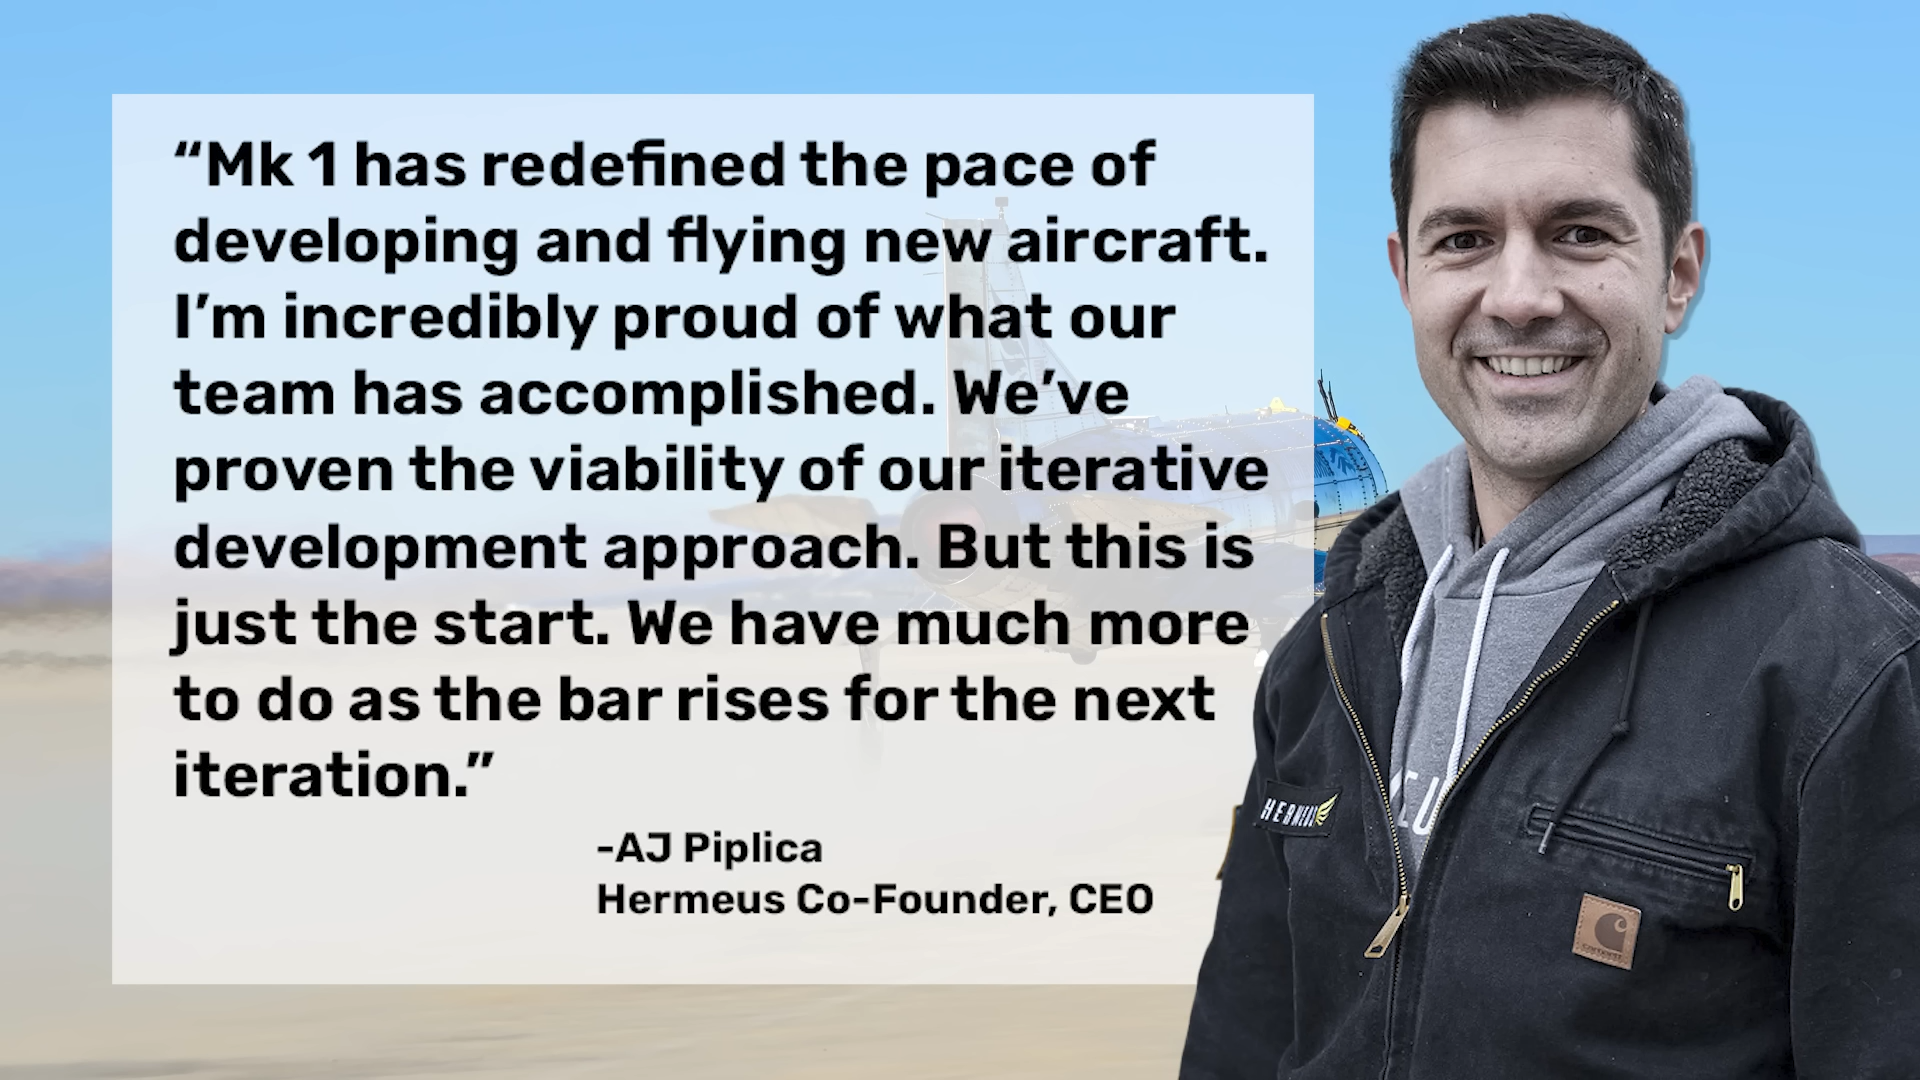 “Mk 1 has redefined the pace of
developing and flying new aircraft.
I’m incredibly proud of what our
team has accomplished. We’ve
proven the viability of our iterative
development approach. But this is
just the start. We have much more
to do as the bar rises for the next
iteration.”
-AJ Piplica
Hermeus Co-Founder, CEO
HERMEUS
carhartt